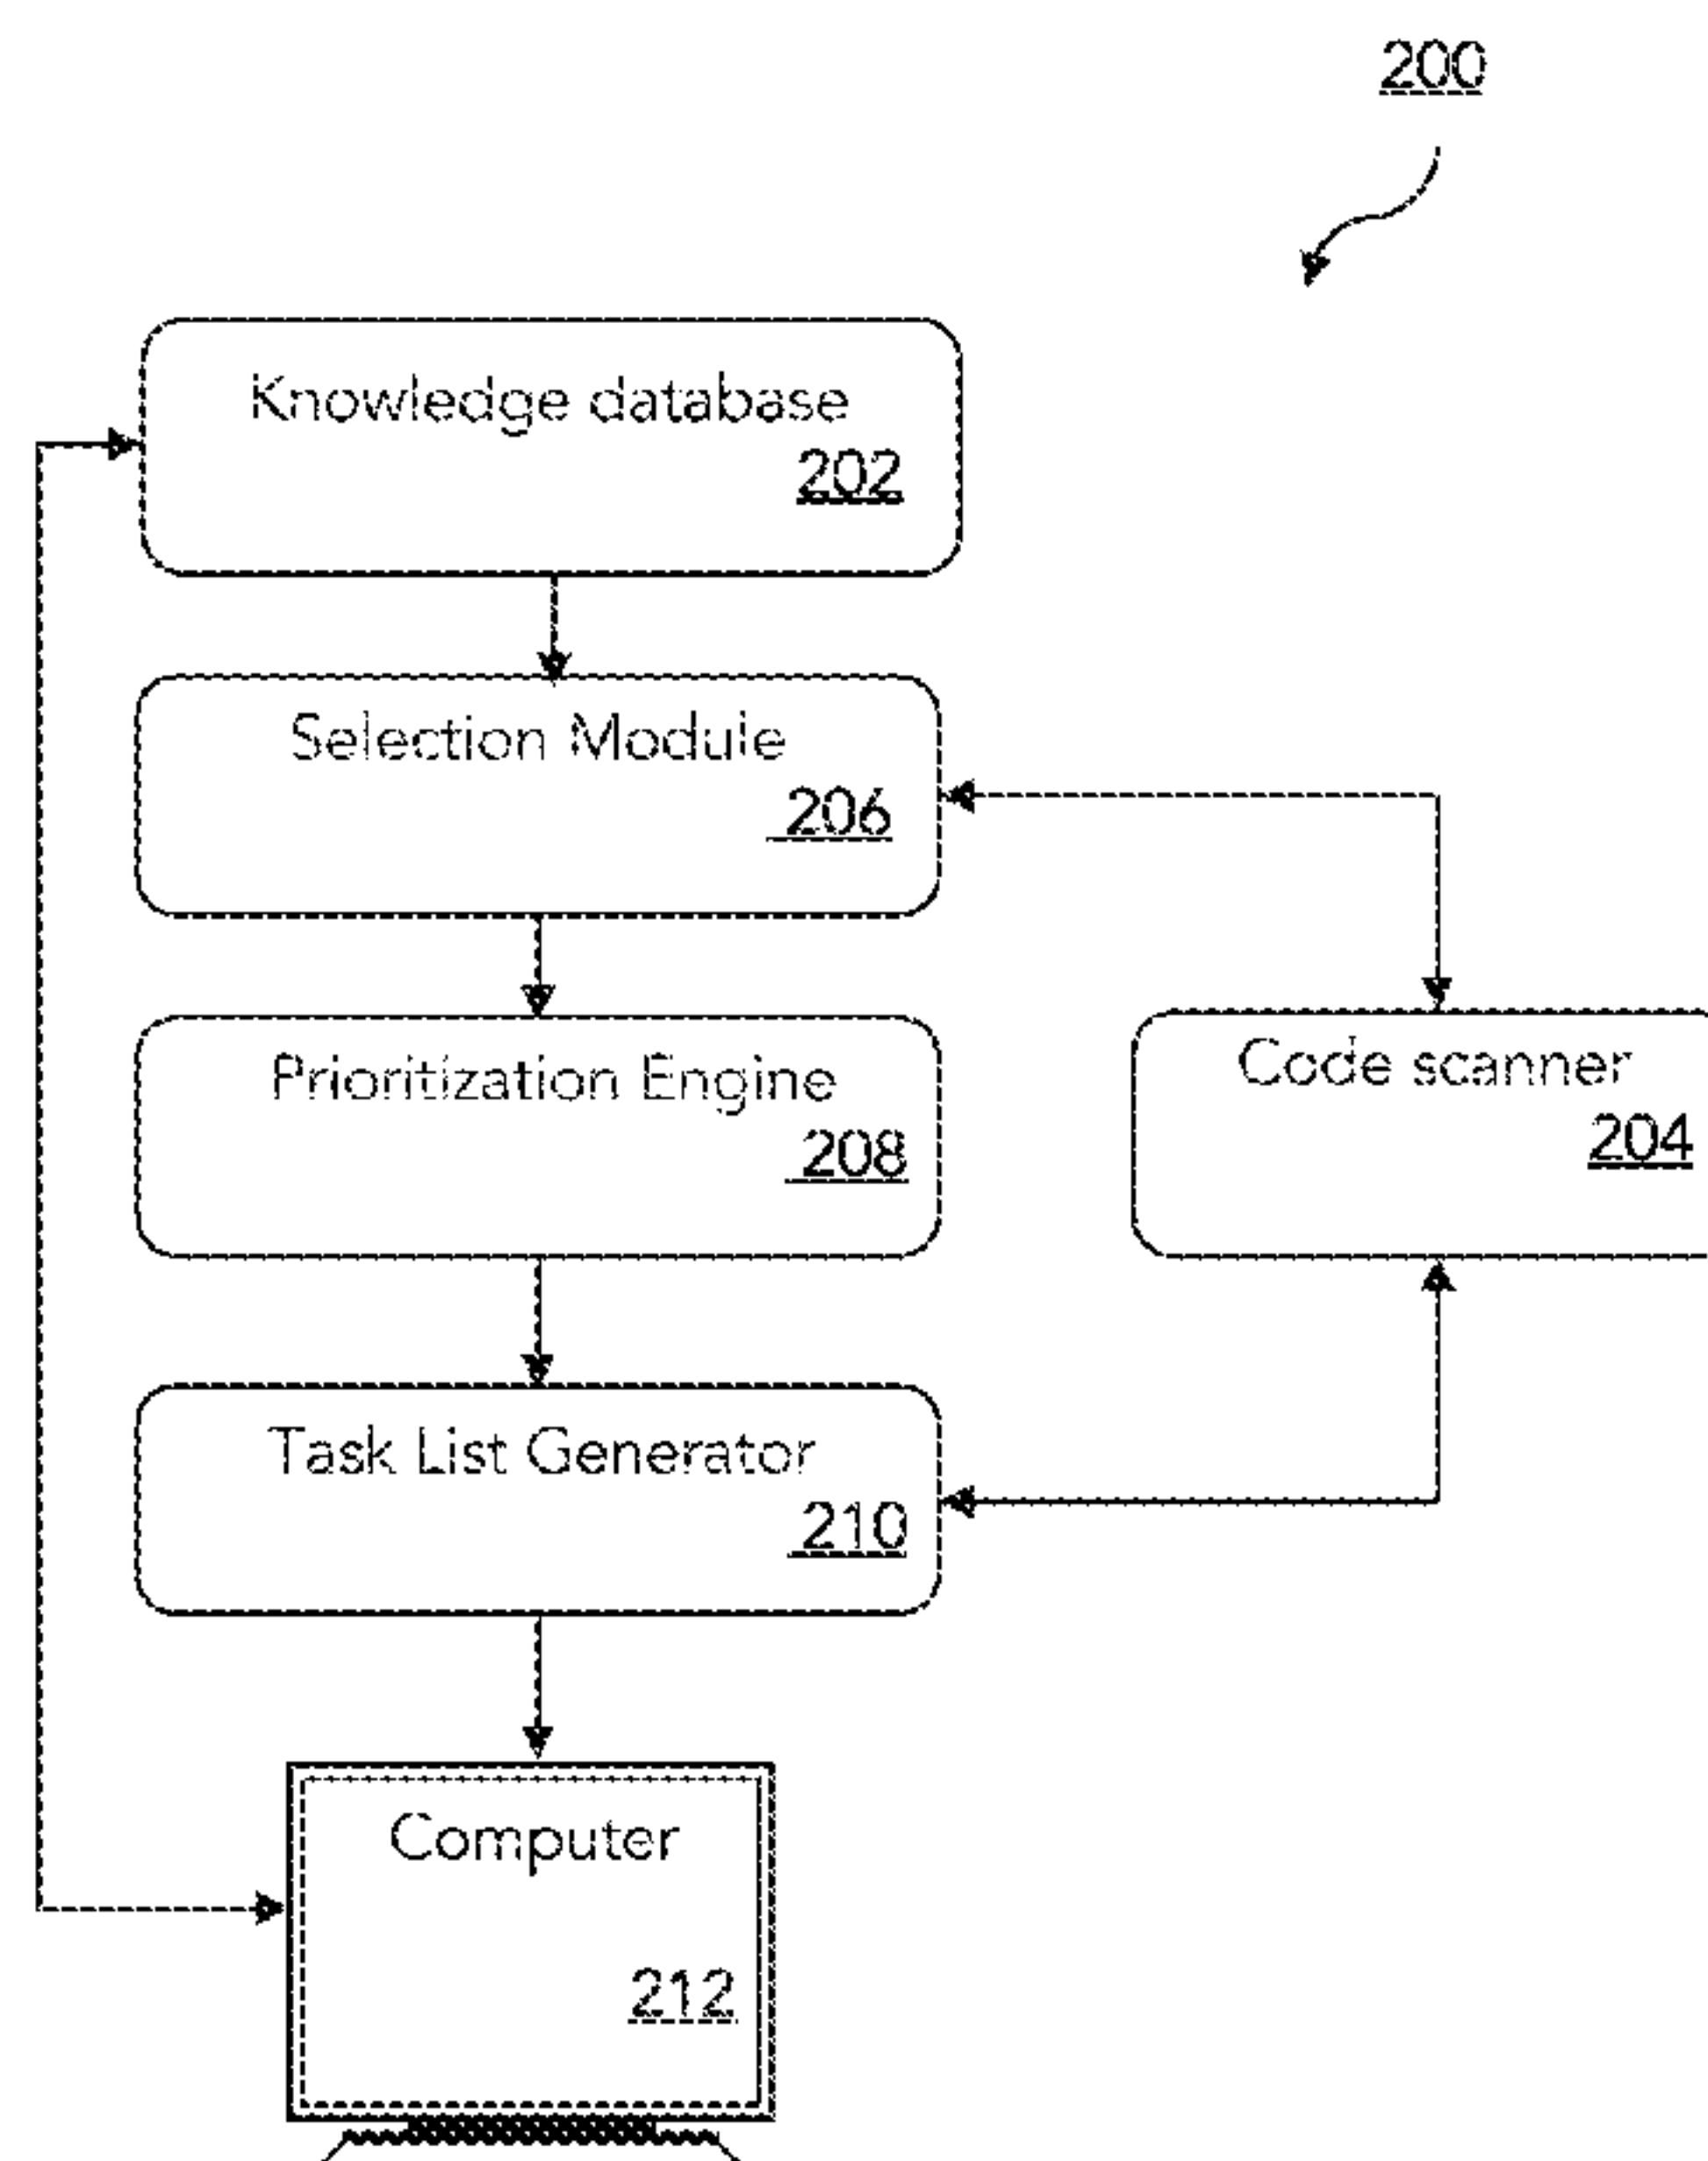 200
Knowledge database
202
Selection Module
206
Prioritization Engine
208
Code scanner
204
Task List Generator
210
Computer
212